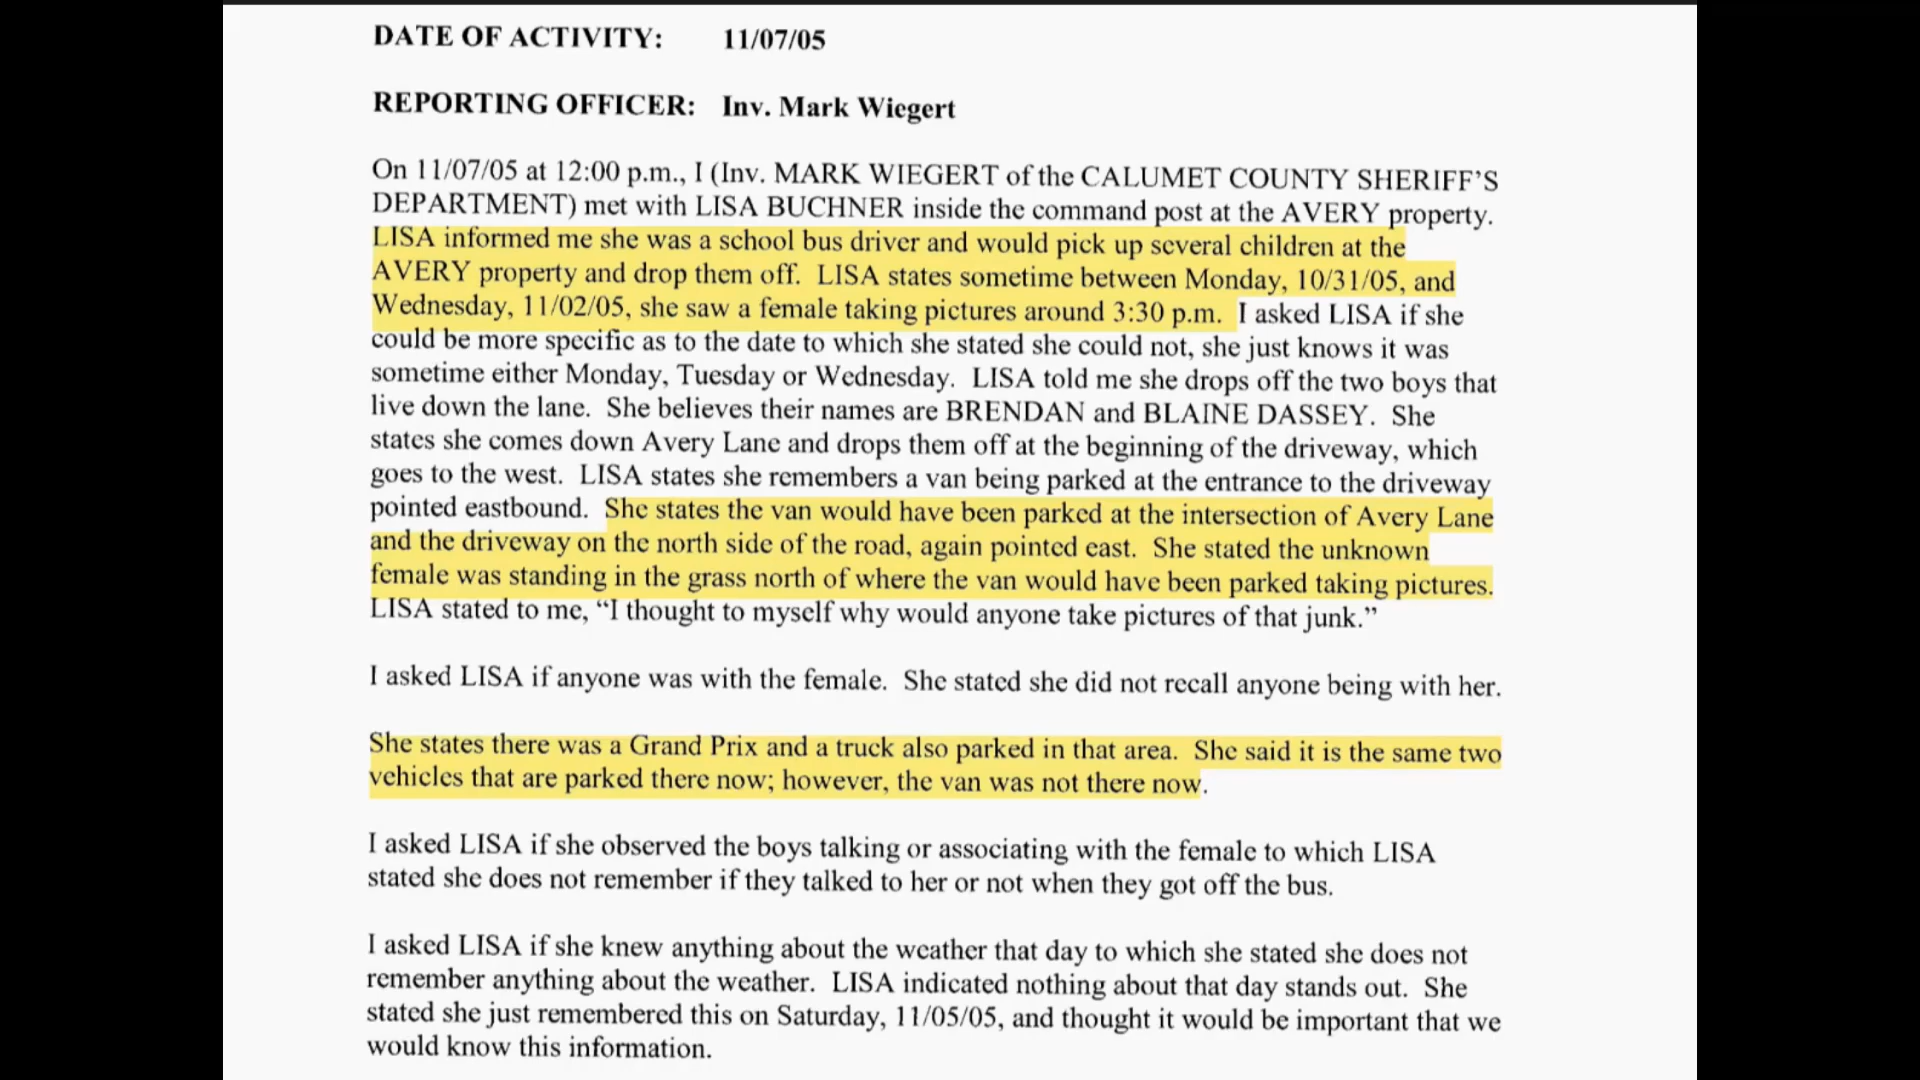 DATE OF ACTIVITY: 11/07/05
REPORTING OFFICER: Inv. Mark Wiegert
On 11/07/05 at 12:00 p.m., I (Inv. MARK WIEGERT of the CALUMET COUNTY SHERIFF'S
DEPARTMENT) met with LISA BUCHNER inside the command post at the AVERY property.
LISA informed me she was a school bus driver and would pick up several children at the
AVERY property and drop them off. LISA states sometime between Monday, 10/31/05, and
Wednesday, 11/02/05, she saw a female taking pictures around 3:30 p.m. I asked LISA if she
could be more specific as to the date to which she stated she could not, she just knows it was
sometime either Monday, Tuesday or Wednesday. LISA told me she drops off the two boys that
live down the lane. She believes their names are BRENDAN and BLAINE DASSEY. She
states she comes down Avery Lane and drops them off at the beginning of the driveway, which
goes to the west. LISA states she remembers a van being parked at the entrance to the driveway
pointed eastbound. She states the van would have been parked at the intersection of Avery Lane
and the driveway on the north side of the road, again pointed east. She stated the unknown
female was standing in the grass north of where the van would have been parked taking pictures.
LISA stated to me, “I thought to myself why would anyone take pictures of that junk.”
I asked LISA if anyone was with the female. She stated she did not recall anyone being with her.
She states there was a Grand Prix and a truck also parked in that area. She said it is the same two
vehicles that are parked there now; however, the van was not there now.
I asked LISA if she observed the boys talking or associating with the female to which LISA
stated she does not remember if they talked to her or not when they got off the bus.
I asked LISA if she knew anything about the weather that day to which she stated she does not
remember anything about the weather. LISA indicated nothing about that day stands out. She
stated she just remembered this on Saturday, 11/05/05, and thought it would be important that we
would know this information.